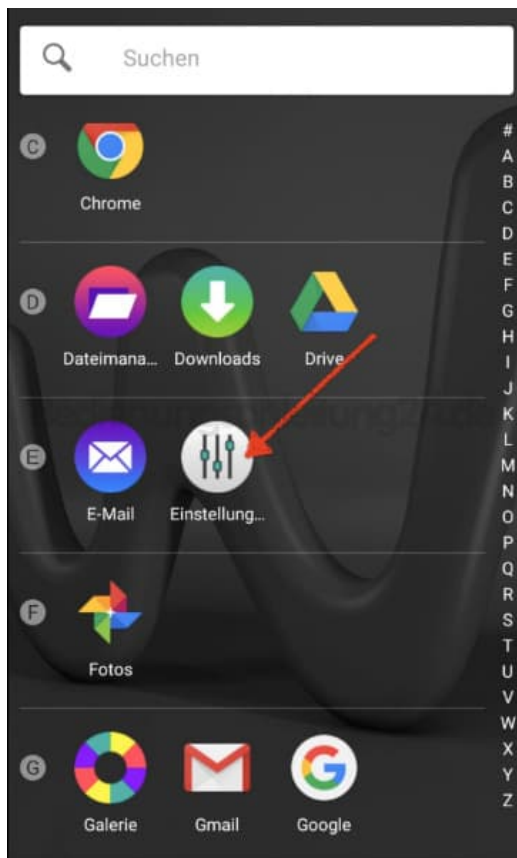 Suchen
C
Chrome
D
Dateimana... Downloads Drive
E
E-Mail Einstellung...
F
Fotos
G
Galerie Gmail Google
#
A
B
C
D
E
F
G
H
I
J
K
L
M
N
O
P
Q
R
S
T
U
V
W
X
Y
Z